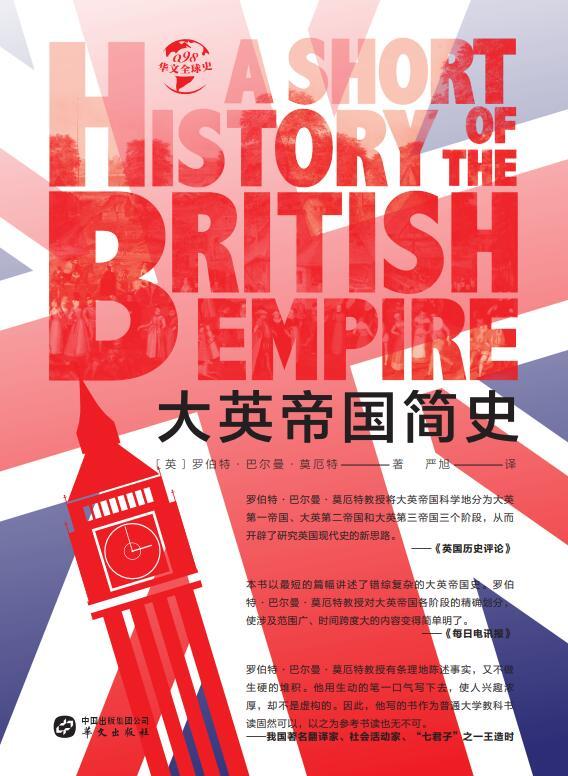 098
华文全球史
A SHORT
HISTORY OF
THE
BRITISH
EMPIRE
大英帝国简史
［英］罗伯特·巴尔曼·莫厄特———著 严旭———译
罗伯特·巴尔曼·莫厄特教授将大英帝国科学地分为大英
第一帝国、大英第二帝国和大英第三帝国三个阶段，从而
开辟了研究英国现代史的新思路。
——《英国历史评论》
本书以最短的篇幅讲述了错综复杂的大英帝国史。罗伯
特·巴尔曼·莫厄特教授对大英帝国各阶段的精确划分，
使涉及范围广、时间跨度大的内容变得简单明了。
——《每日电讯报》
罗伯特·巴尔曼·莫厄特教授有条理地陈述事实，又不做
生硬的堆积。他用生动的笔一口气写下去，使人兴趣浓
厚，却不是虚构的。因此，他写的书作为普通大学教科书
读固然可以，以之为参考书读也无不可。
——我国著名翻译家、社会活动家、“七君子”之一王造时
中国出版集团公司
华文出版社